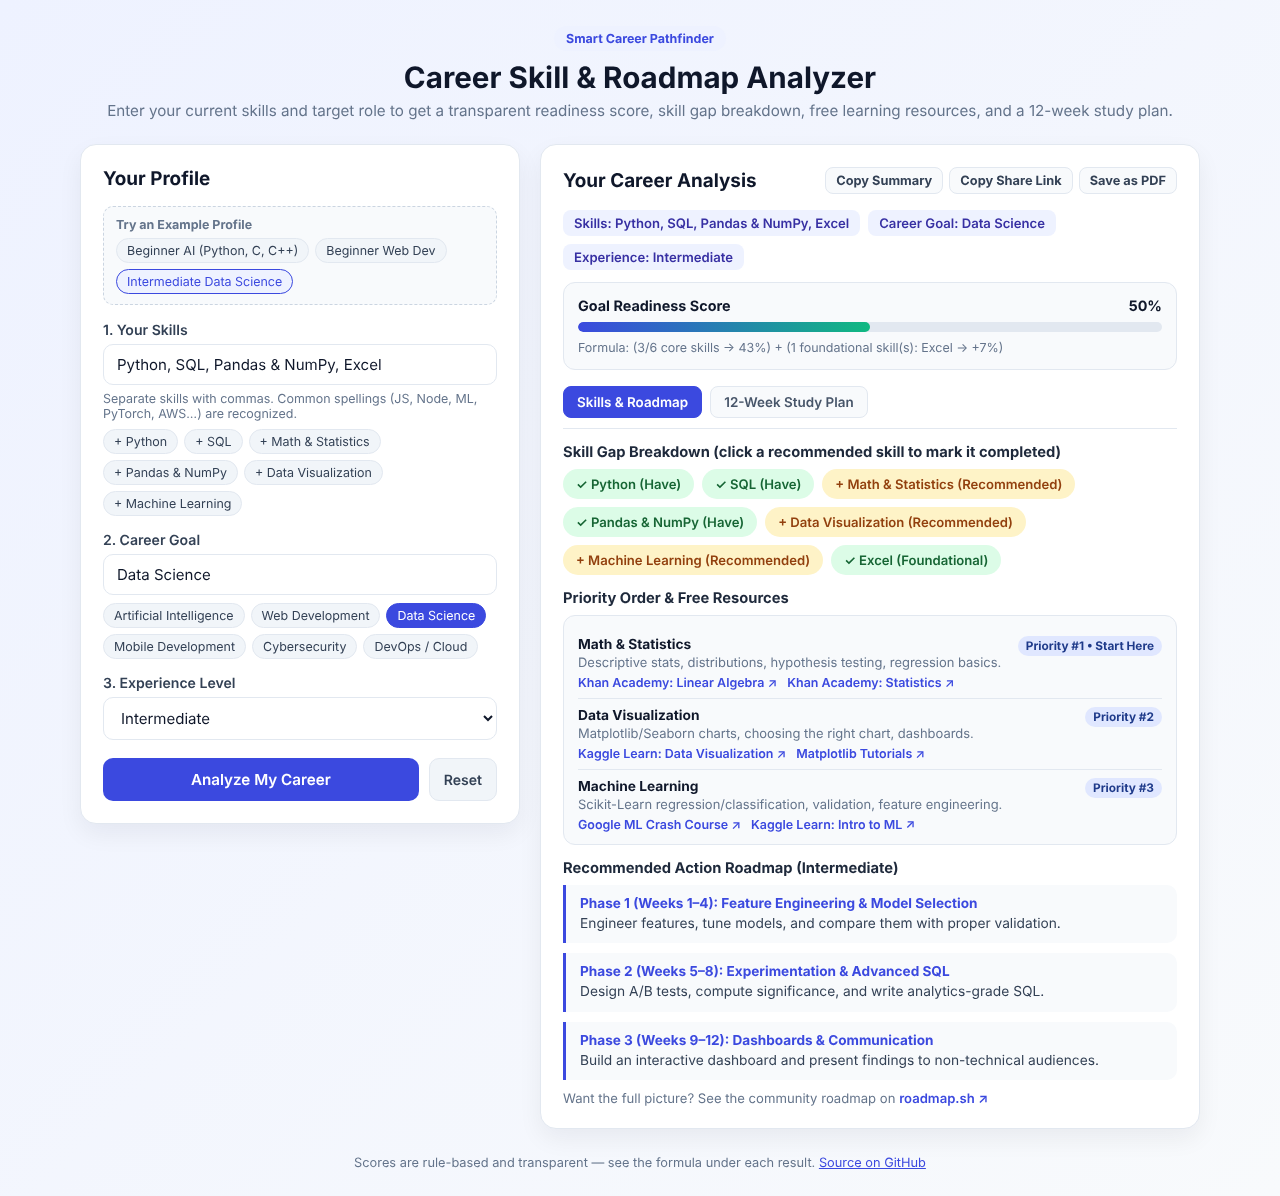 Smart Career Pathfinder
Career Skill & Roadmap Analyzer
Enter your current skills and target role to get a transparent readiness score, skill gap breakdown, free learning resources, and a 12-week study plan.
Your Profile
Try an Example Profile
Beginner AI (Python, C, C++)
Beginner Web Dev
Intermediate Data Science
1. Your Skills
Python, SQL, Pandas & NumPy, Excel
Separate skills with commas. Common spellings (JS, Node, ML,
PyTorch, AWS...) are recognized.
+ Python
+ SQL
+ Math & Statistics
+ Pandas & NumPy
+ Data Visualization
+ Machine Learning
2. Career Goal
Data Science
Artificial Intelligence
Web Development
Data Science
Mobile Development
Cybersecurity
DevOps / Cloud
3. Experience Level
Intermediate
Analyze My Career
Reset
Your Career Analysis
Copy Summary
Copy Share Link
Save as PDF
Skills: Python, SQL, Pandas & NumPy, Excel
Career Goal: Data Science
Experience: Intermediate
Goal Readiness Score
50%
Formula: (3/6 core skills → 43%) + (1 foundational skill(s): Excel → +7%)
Skills & Roadmap
12-Week Study Plan
Skill Gap Breakdown (click a recommended skill to mark it completed)
✓ Python (Have)
✓ SQL (Have)
+ Math & Statistics (Recommended)
✓ Pandas & NumPy (Have)
+ Data Visualization (Recommended)
+ Machine Learning (Recommended)
✓ Excel (Foundational)
Priority Order & Free Resources
Math & Statistics
Priority #1 • Start Here
Descriptive stats, distributions, hypothesis testing, regression basics.
Khan Academy: Linear Algebra ↗ Khan Academy: Statistics ↗
Data Visualization
Priority #2
Matplotlib/Seaborn charts, choosing the right chart, dashboards.
Kaggle Learn: Data Visualization ↗ Matplotlib Tutorials ↗
Machine Learning
Priority #3
Scikit-Learn regression/classification, validation, feature engineering.
Google ML Crash Course ↗ Kaggle Learn: Intro to ML ↗
Recommended Action Roadmap (Intermediate)
Phase 1 (Weeks 1–4): Feature Engineering & Model Selection
Engineer features, tune models, and compare them with proper validation.
Phase 2 (Weeks 5–8): Experimentation & Advanced SQL
Design A/B tests, compute significance, and write analytics-grade SQL.
Phase 3 (Weeks 9–12): Dashboards & Communication
Build an interactive dashboard and present findings to non-technical audiences.
Want the full picture? See the community roadmap on roadmap.sh ↗
Scores are rule-based and transparent — see the formula under each result. Source on GitHub